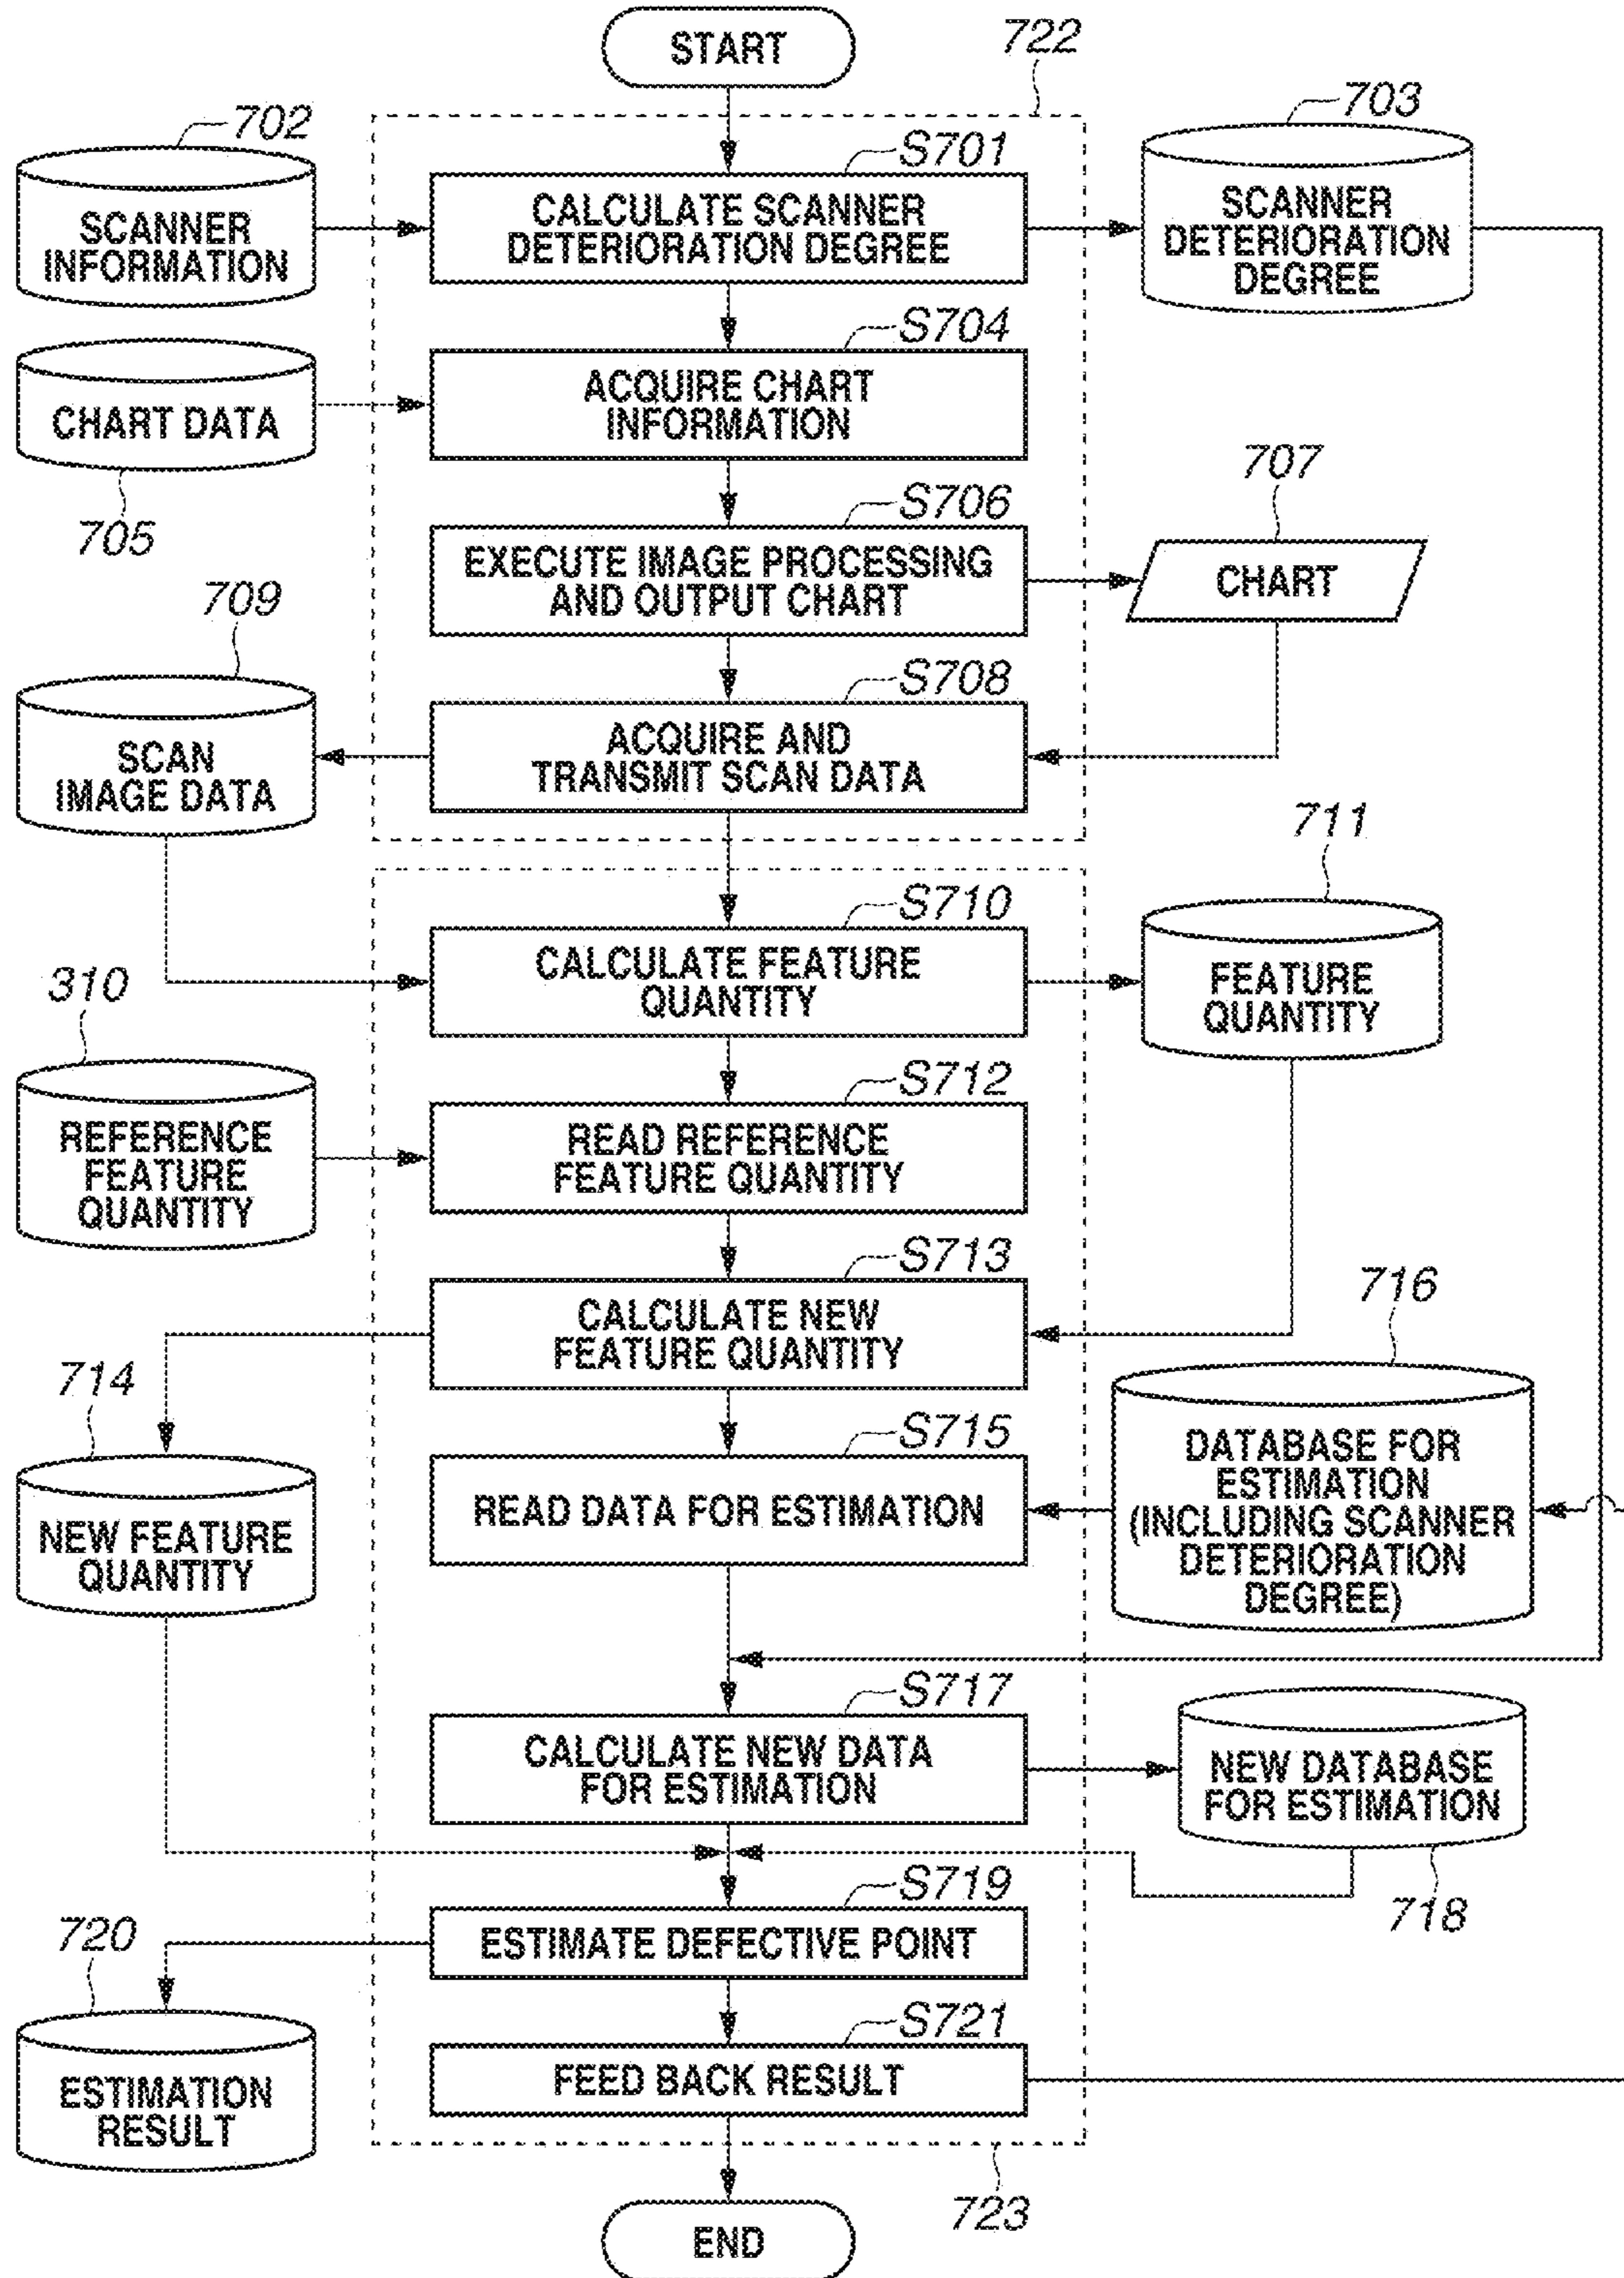 START
722
702
SCANNER
INFORMATION
S701
CALCULATE SCANNER
DETERIORATION DEGREE
703
SCANNER
DETERIORATION
DEGREE
CHART DATA
705
S704
ACQUIRE CHART
INFORMATION
S706
EXECUTE IMAGE PROCESSING
AND OUTPUT CHART
707
CHART
709
SCAN
IMAGE DATA
S708
ACQUIRE AND
TRANSMIT SCAN DATA
S710
CALCULATE FEATURE
QUANTITY
711
FEATURE
QUANTITY
310
REFERENCE
FEATURE
QUANTITY
S712
READ REFERENCE
FEATURE QUANTITY
S713
CALCULATE NEW
FEATURE QUANTITY
714
NEW FEATURE
QUANTITY
S715
READ DATA FOR ESTIMATION
716
DATABASE FOR
ESTIMATION
(INCLUDING SCANNER
DETERIORATION
DEGREE)
S717
CALCULATE NEW DATA
FOR ESTIMATION
NEW DATABASE
FOR ESTIMATION
718
S719
ESTIMATE DEFECTIVE POINT
720
ESTIMATION
RESULT
S721
FEED BACK RESULT
723
END